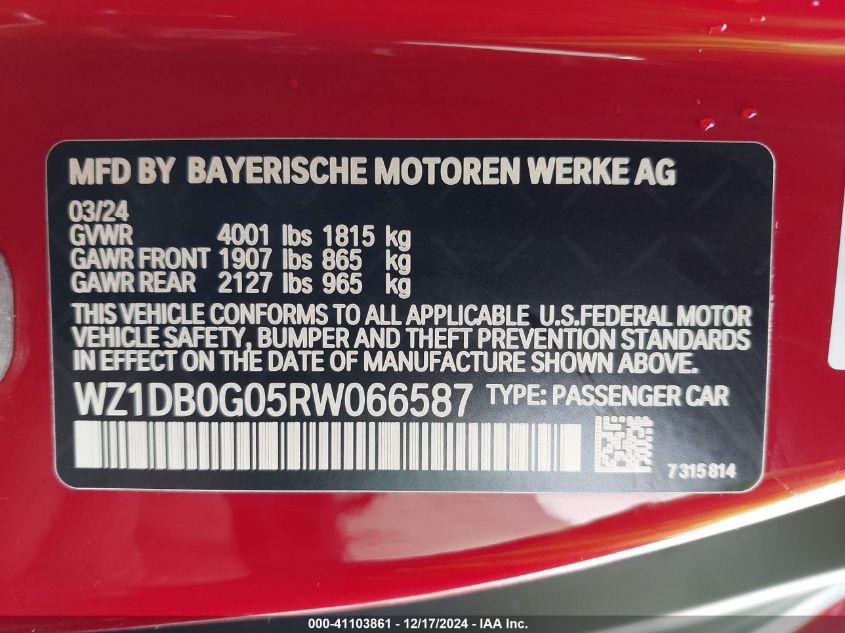 MFD BY BAYERISCHE MOTOREN WERKE AG
03/24
GVWR 4001 lbs 1815 kg
GAWR FRONT 1907 lbs 865 kg
GAWR REAR 2127 lbs 965 kg
THIS VEHICLE CONFORMS TO ALL APPLICABLE U.S.FEDERAL MOTOR
VEHICLE SAFETY, BUMPER AND THEFT PREVENTION STANDARDS
IN EFFECT ON THE DATE OF MANUFACTURE SHOWN ABOVE.
WZ1DB0G05RW066587 TYPE: PASSENGER CAR
7315814
000-41103861 - 12/17/2024 - IAA Inc.